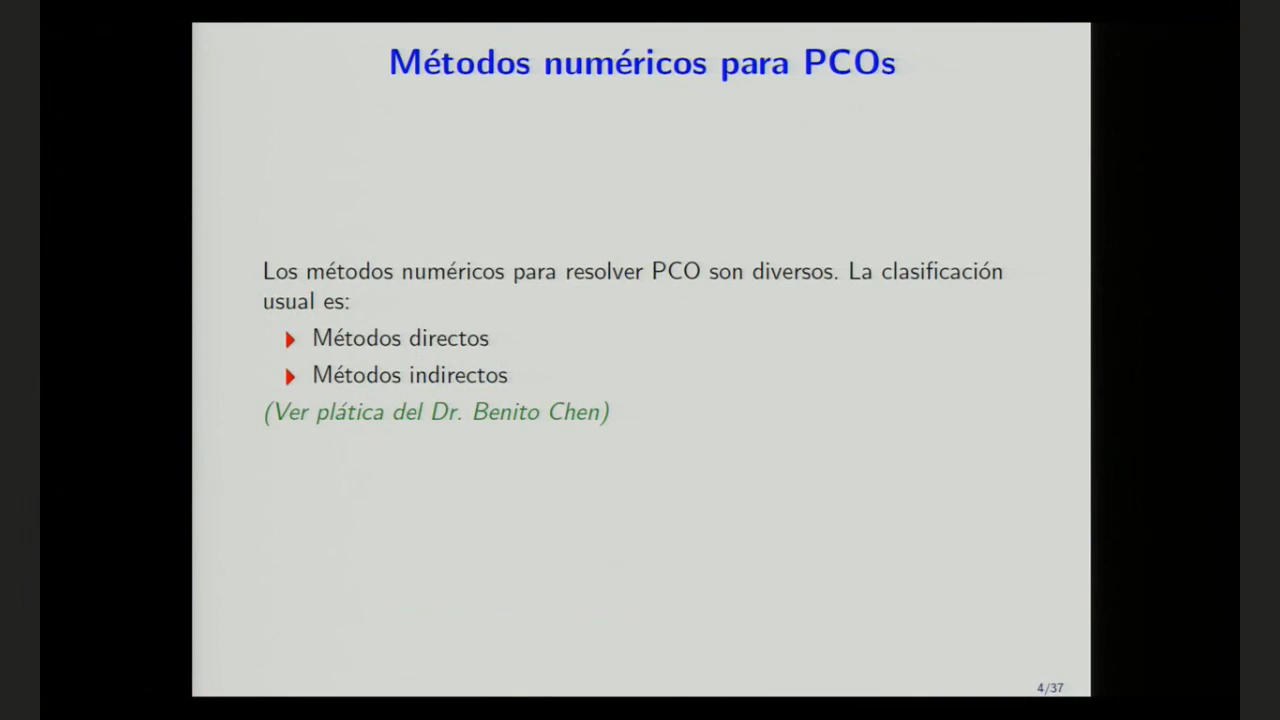 Métodos numéricos para PCOs
Los métodos numéricos para resolver PCO son diversos. La clasificación
usual es:
Métodos directos
Métodos indirectos
(Ver plática del Dr. Benito Chen)
4/37